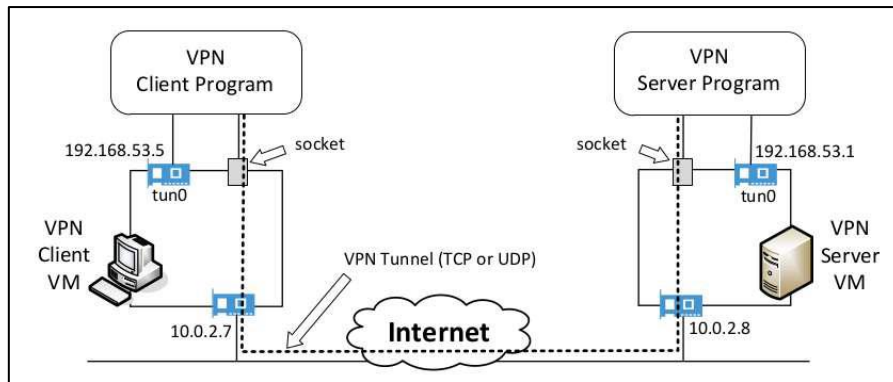 VPN
Client Program
VPN
Server Program
socket
socket
192.168.53.5
192.168.53.1
tun0
tun0
VPN
Client
VM
VPN
Server
VM
VPN Tunnel (TCP or UDP)
Internet
10.0.2.7
10.0.2.8